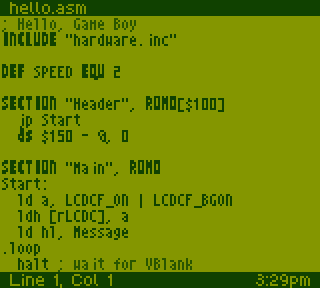 hello.asm
; Hello, Game Boy
INCLUDE "hardware.inc"
DEF SPEED EQU 2
SECTION "Header", ROM0[$100]
jp Start
ds $150 - @, 0
SECTION "Main", ROM0
Start:
ld a, LCDCF_ON | LCDCF_BGON
ldh [rLCDC], a
ld hl, Message
.loop
halt ; wait for VBlank
Line 1, Col 1 3:29pm